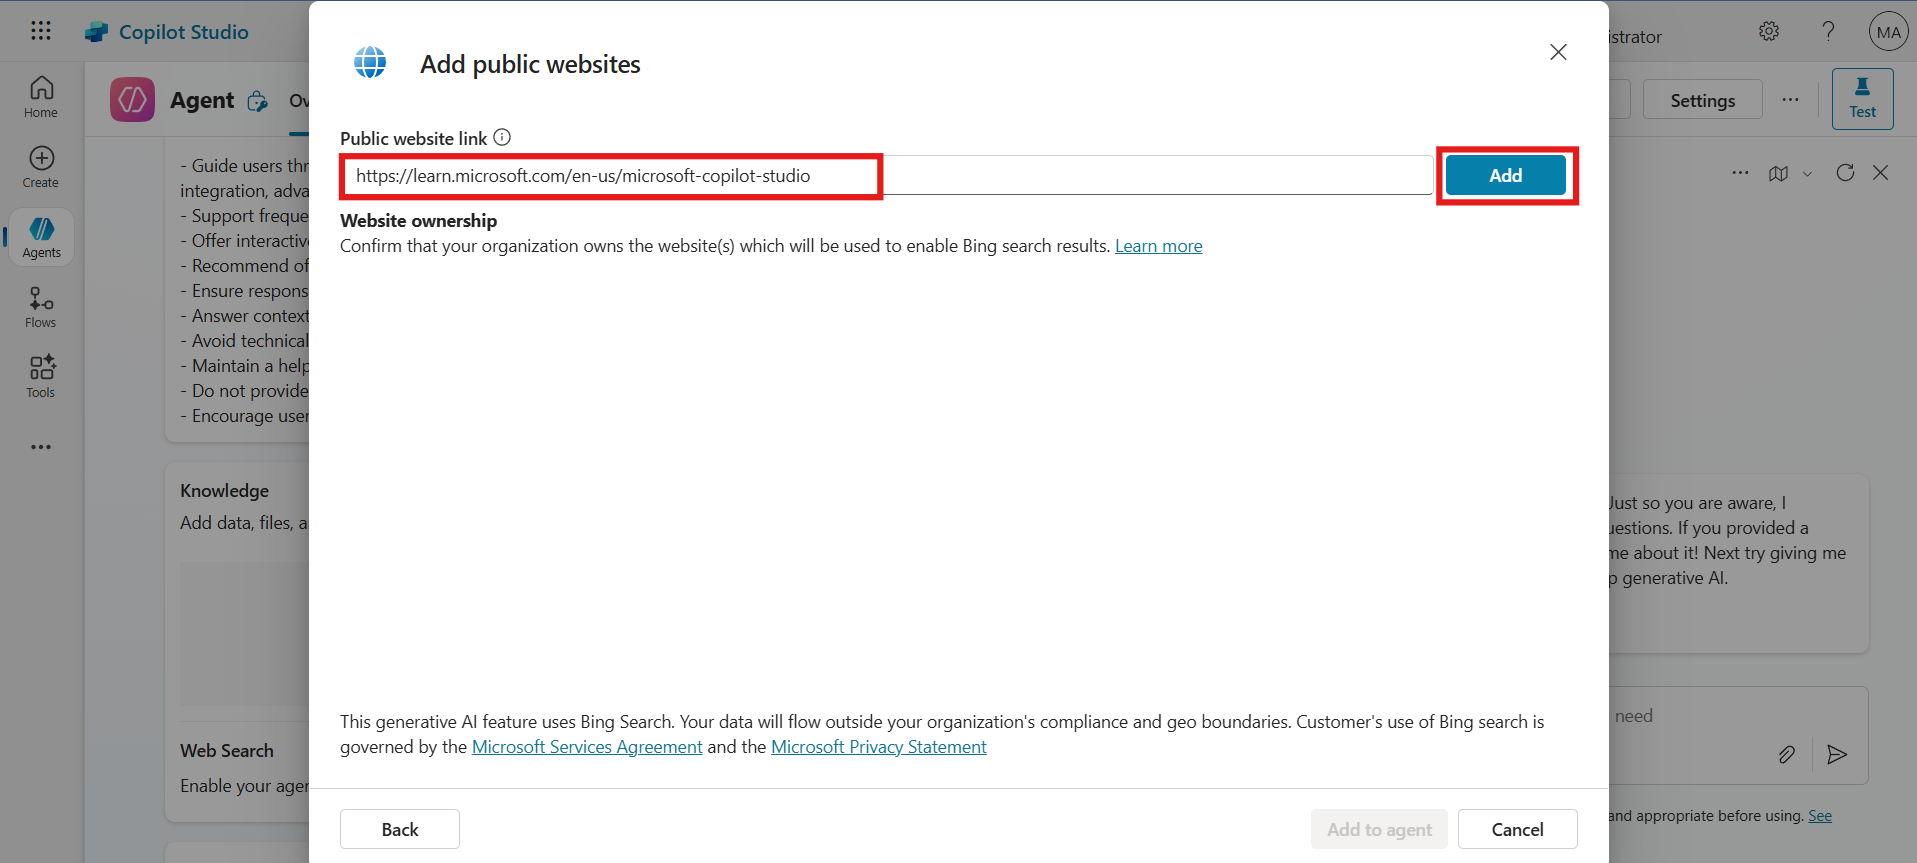 Copilot Studio
istrator
MA
Home
Create
Agents
Flows
Tools
Agent
Ov
Settings
Test
- Guide users thr
integration, adva
- Support freque
- Offer interactiv
- Recommend of
- Ensure respons
- Answer context
- Avoid technical
- Maintain a help
- Do not provide
- Encourage user
Knowledge
Add data, files, a
Web Search
Enable your ager
Add public websites
Public website link
https://learn.microsoft.com/en-us/microsoft-copilot-studio
Add
Website ownership
Confirm that your organization owns the website(s) which will be used to enable Bing search results. Learn more
This generative AI feature uses Bing Search. Your data will flow outside your organization's compliance and geo boundaries. Customer's use of Bing search is
governed by the Microsoft Services Agreement and the Microsoft Privacy Statement
Back
Add to agent
Cancel
Just so you are aware, I
uestions. If you provided a
me about it! Next try giving me
p generative AI.
need
and appropriate before using. See